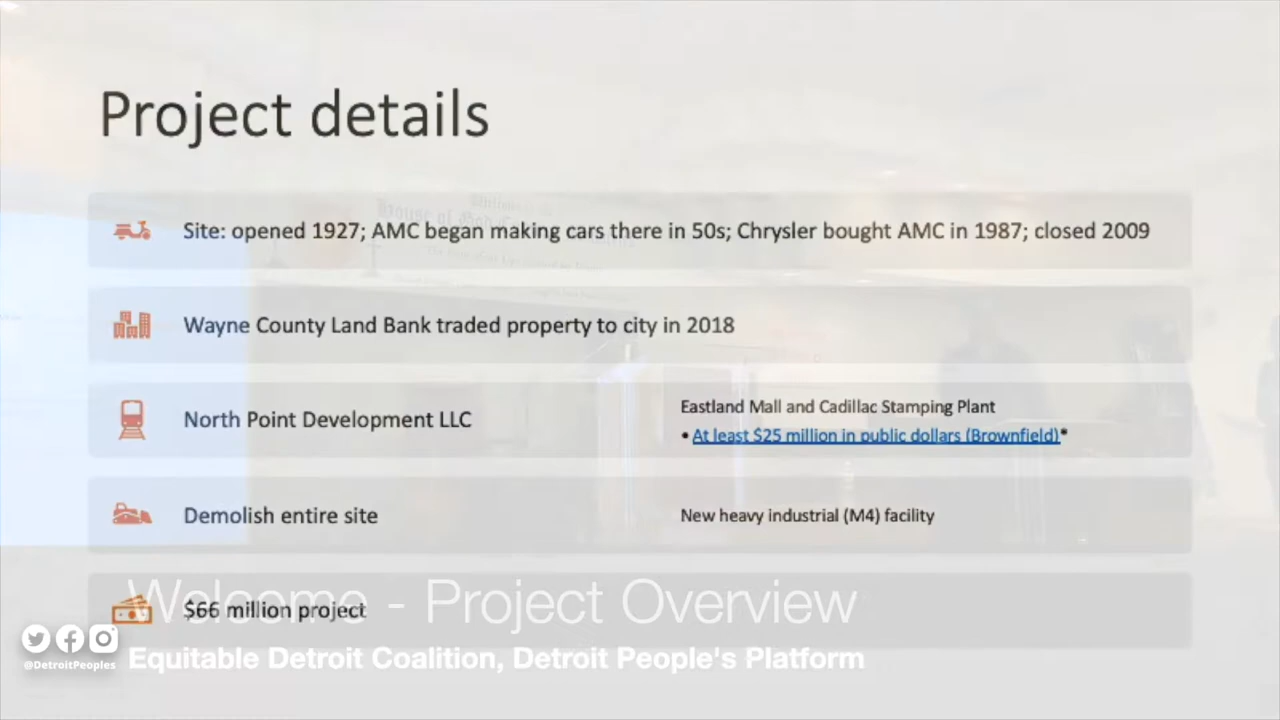 Project details
Site: opened 1927; AMC began making cars there in 50s; Chrysler bought AMC in 1987; closed 2009
Wayne County Land Bank traded property to city in 2018
North Point Development LLC
Eastland Mall and Cadillac Stamping Plant
• At least $25 million in public dollars (Brownfield)*
Demolish entire site
New heavy industrial (M4) facility
$66 million project
Welcome - Project Overview
@DetroitPeoples
Equitable Detroit Coalition, Detroit People's Platform